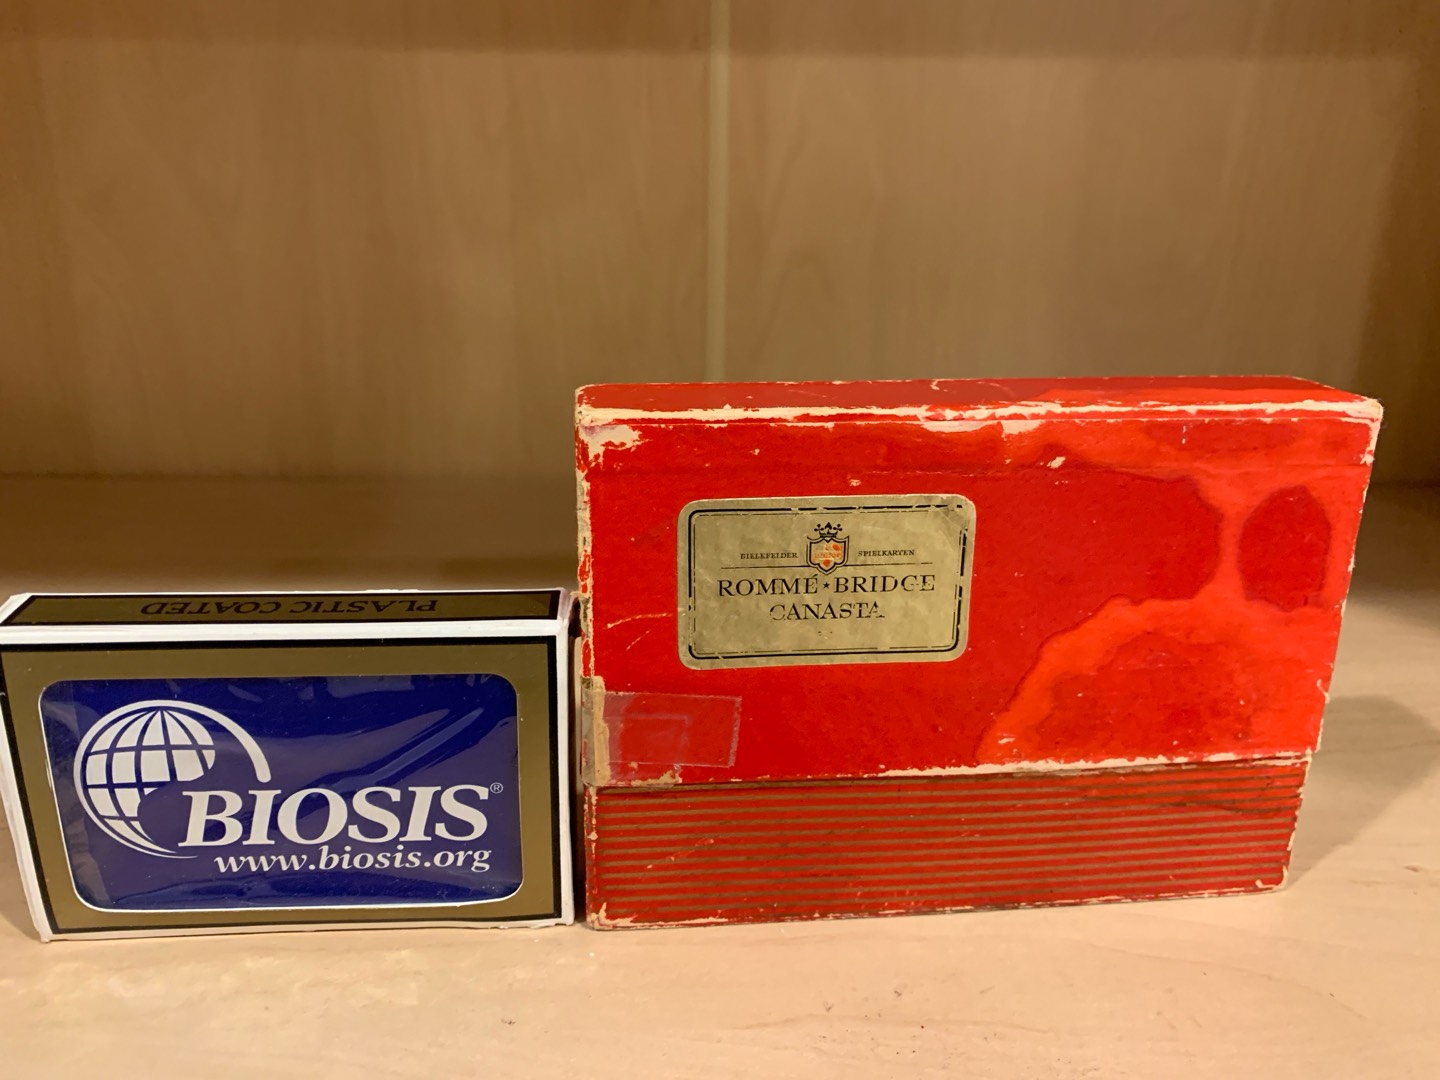 PLASTIC COATED
BIOSIS®
www.biosis.org
BIELEFELDER SPIELKARTEN
ROMMÉ★BRIDGE
CANASTA